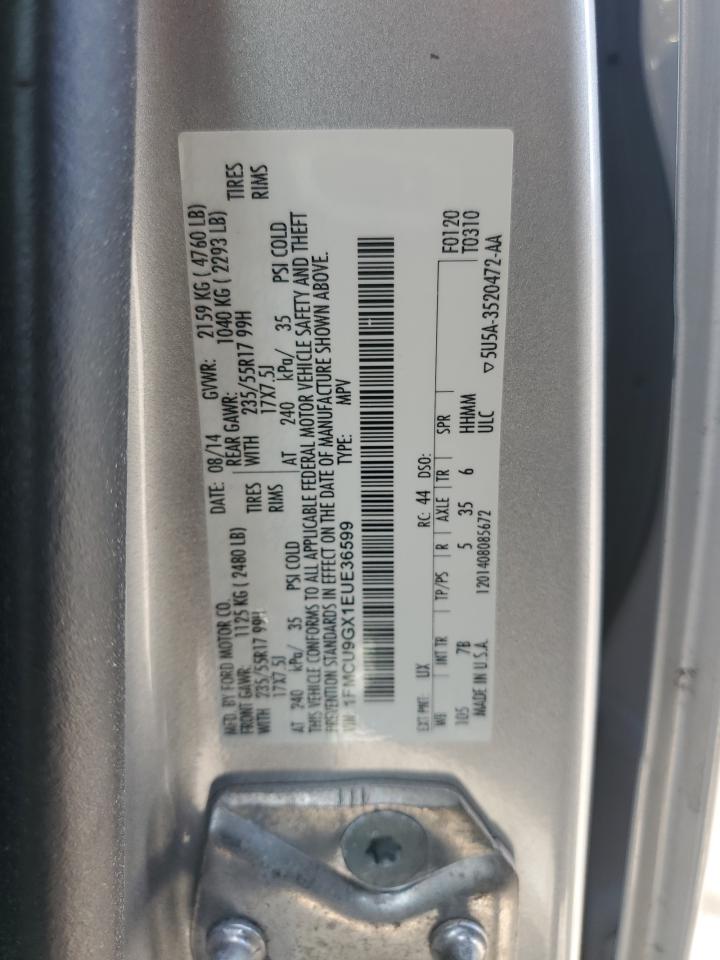 MFD. BY FORD MOTOR CO. DATE: 08/14 GVWR: 2159 KG ( 4760 LB)
FRONT GAWR: 1125 KG ( 2480 LB) REAR GAWR: 1040 KG ( 2293 LB)
WITH 235/55R17 99H TIRES WITH 235/55R17 99H TIRES
17X7.5J RIMS 17X7.5J RIMS
AT 240 kPa/ 35 PSI COLD AT 240 kPa/ 35 PSI COLD
THIS VEHICLE CONFORMS TO ALL APPLICABLE FEDERAL MOTOR VEHICLE SAFETY AND THEFT
PREVENTION STANDARDS IN EFFECT ON THE DATE OF MANUFACTURE SHOWN ABOVE.
VIN: 1FMCU9GX1EUE36599 TYPE: MPV
EXT PNT: UX RC: 44 DSO: F0120
WB INT TR TP/PS R AXLE TR SPR T0310
105 7B 5 35 6 HHMM
MADE IN U.S.A. 1201408085672 ULC ▽5U5A-3520472-AA